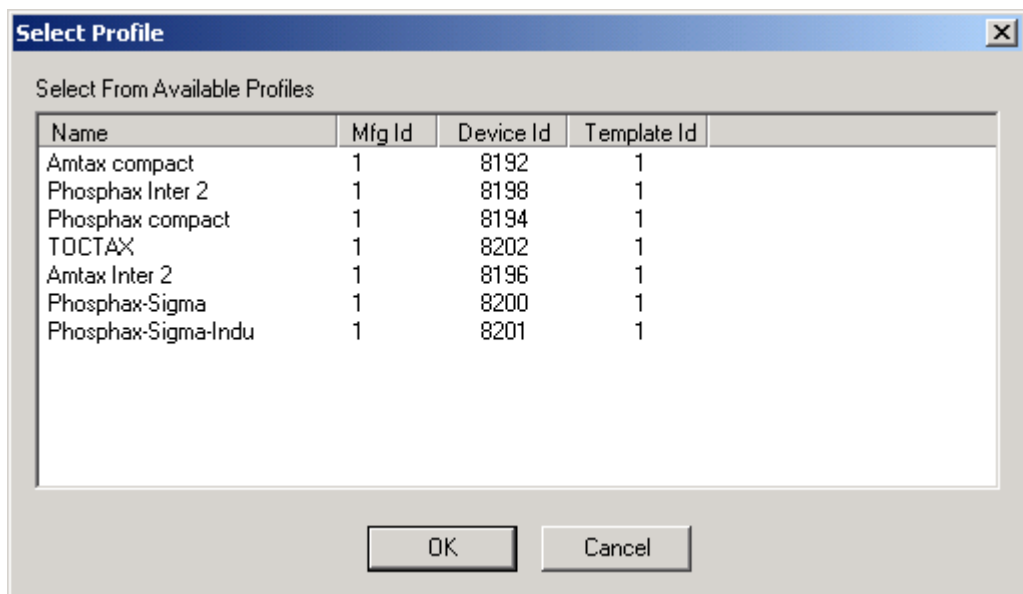 Select Profile
Select From Available Profiles
Name Mfg Id Device Id Template Id
Amtax compact 1 8192 1
Phosphax Inter 2 1 8198 1
Phosphax compact 1 8194 1
TOCTAX 1 8202 1
Amtax Inter 2 1 8196 1
Phosphax-Sigma 1 8200 1
Phosphax-Sigma-Indu 1 8201 1
OK Cancel